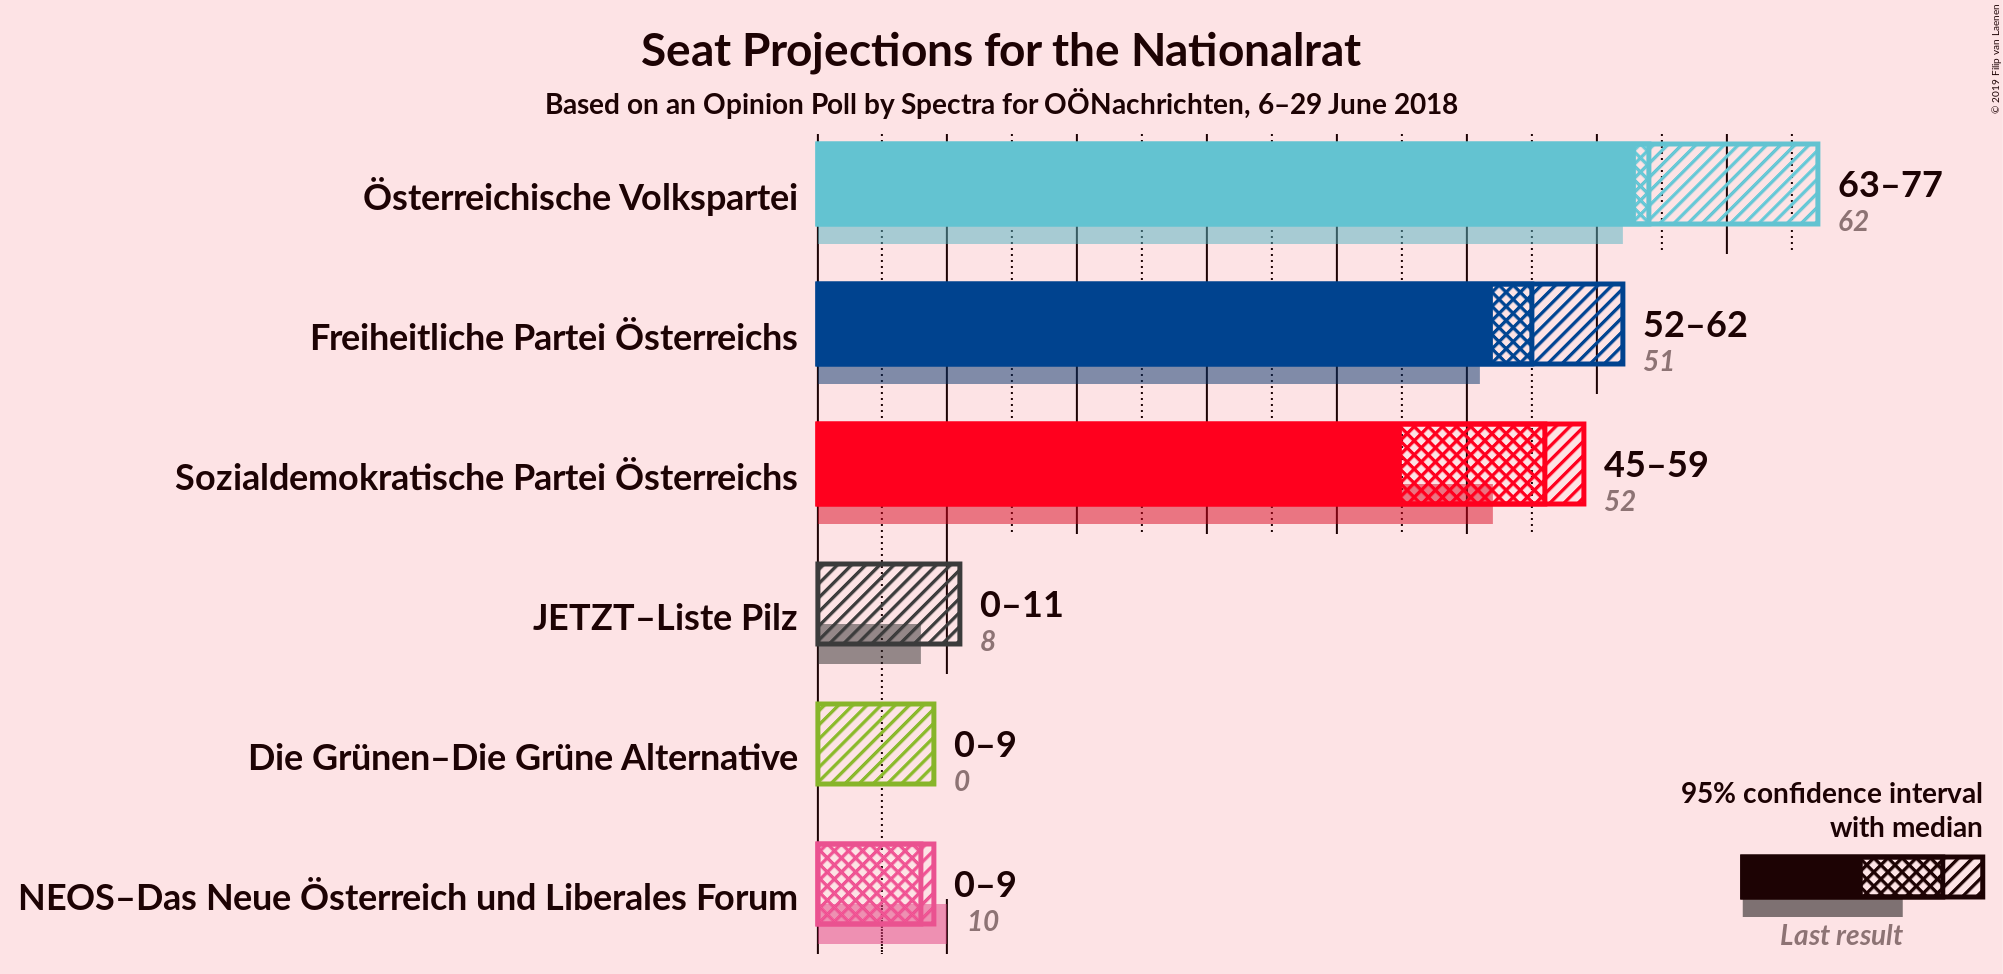 Seat Projections for the Nationalrat
Based on an Opinion Poll by Spectra for OÖNachrichten, 6–29 June 2018
© 2019 Filip van Laenen
Österreichische Volkspartei
63–77
62
Freiheitliche Partei Österreichs
52–62
51
Sozialdemokratische Partei Österreichs
45–59
52
JETZT–Liste Pilz
0–11
8
Die Grünen–Die Grüne Alternative
0–9
0
NEOS–Das Neue Österreich und Liberales Forum
0–9
10
95% confidence interval
with median
Last result